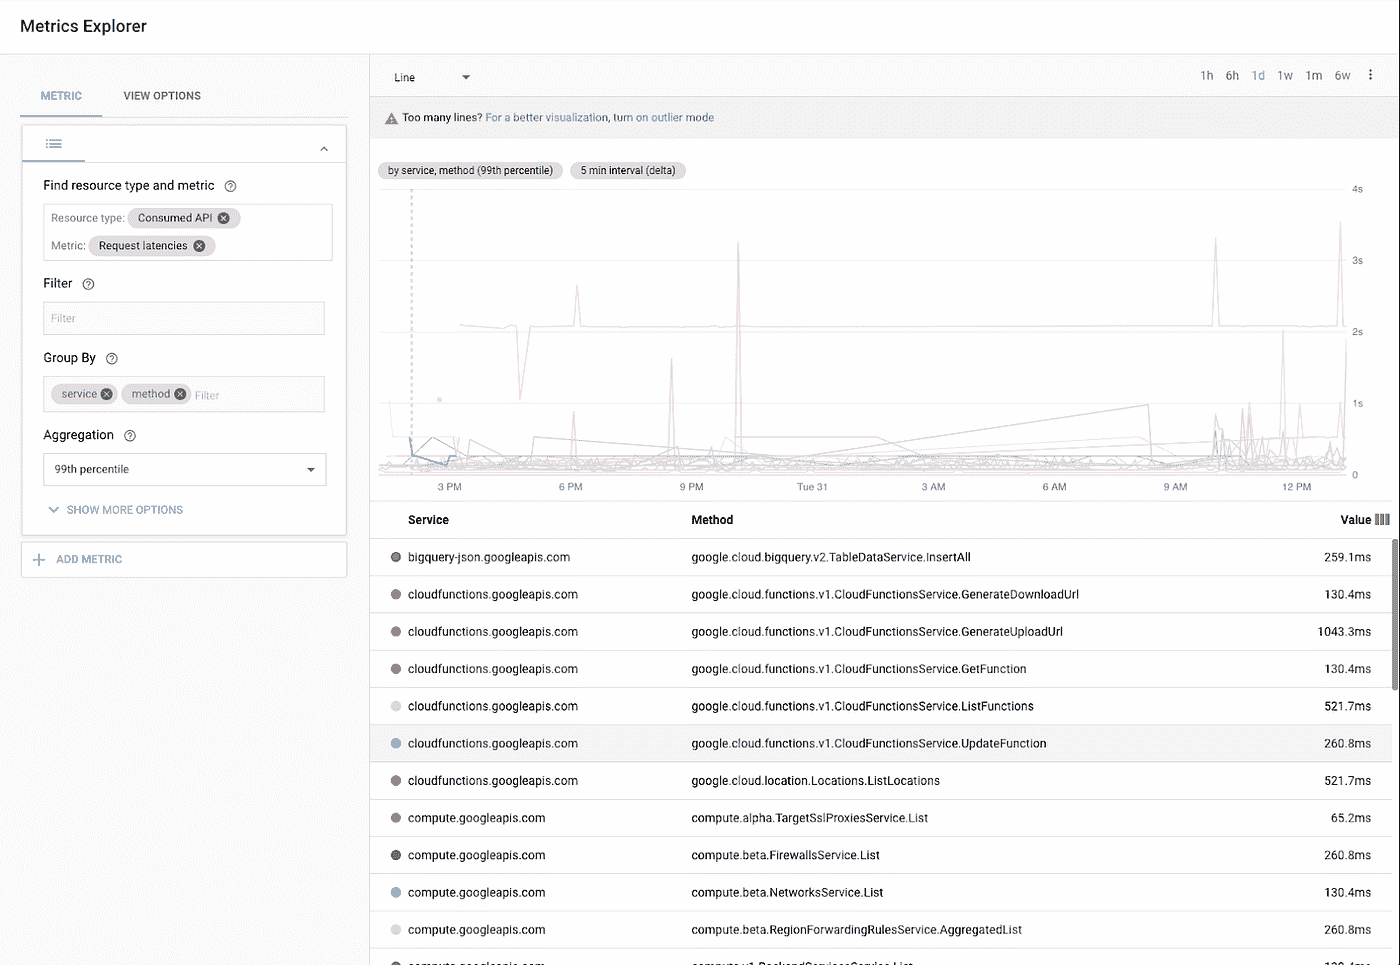 Metrics Explorer
METRIC
VIEW OPTIONS
Find resource type and metric
Resource type: Consumed API
Metric: Request latencies
Filter
Filter
Group By
service method Filter
Aggregation
99th percentile
SHOW MORE OPTIONS
ADD METRIC
Line
1h 6h 1d 1w 1m 6w
Too many lines? For a better visualization, turn on outlier mode
by service, method (99th percentile)
5 min interval (delta)
4s
3s
2s
1s
0
3 PM 6 PM 9 PM Tue 31 3 AM 6 AM 9 AM 12 PM
Service Method Value
bigquery-json.googleapis.com google.cloud.bigquery.v2.TableDataService.InsertAll 259.1ms
cloudfunctions.googleapis.com google.cloud.functions.v1.CloudFunctionsService.GenerateDownloadUrl 130.4ms
cloudfunctions.googleapis.com google.cloud.functions.v1.CloudFunctionsService.GenerateUploadUrl 1043.3ms
cloudfunctions.googleapis.com google.cloud.functions.v1.CloudFunctionsService.GetFunction 130.4ms
cloudfunctions.googleapis.com google.cloud.functions.v1.CloudFunctionsService.ListFunctions 521.7ms
cloudfunctions.googleapis.com google.cloud.functions.v1.CloudFunctionsService.UpdateFunction 260.8ms
cloudfunctions.googleapis.com google.cloud.location.Locations.ListLocations 521.7ms
compute.googleapis.com compute.alpha.TargetSslProxiesService.List 65.2ms
compute.googleapis.com compute.beta.FirewallsService.List 260.8ms
compute.googleapis.com compute.beta.NetworksService.List 130.4ms
compute.googleapis.com compute.beta.RegionForwardingRulesService.AggregatedList 260.8ms